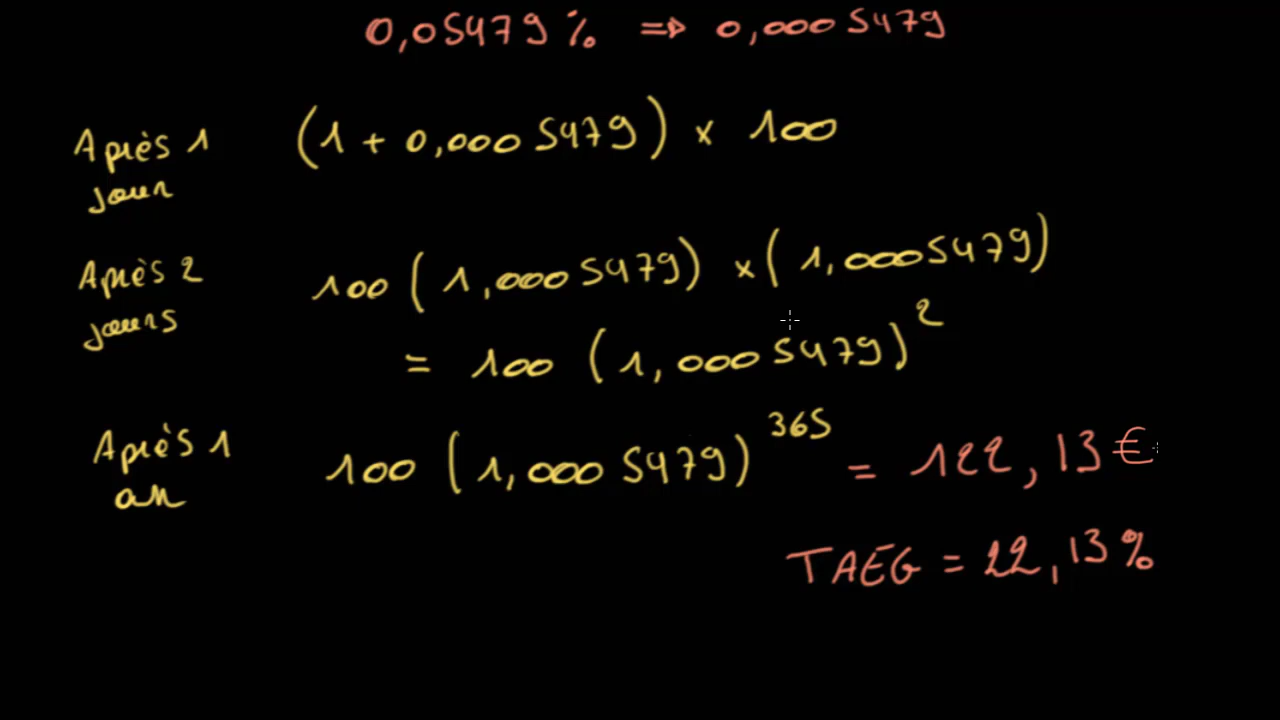 0,05479 % ⇒ 0,0005479
Après 1 jour (1 + 0,0005479) × 100
Après 2 jours 100 (1,0005479) × (1,0005479)
= 100 (1,0005479)²
Après 1 an 100 (1,0005479)³⁶⁵ = 122,13 €
TAEG = 22,13 %